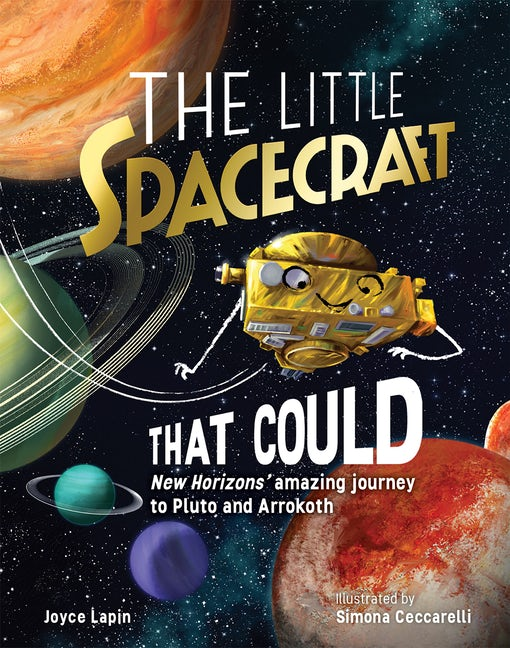 THE LITTLE
SPACECRAFT
THAT COULD
New Horizons' amazing journey
to Pluto and Arrokoth
Joyce Lapin
Illustrated by
Simona Ceccarelli